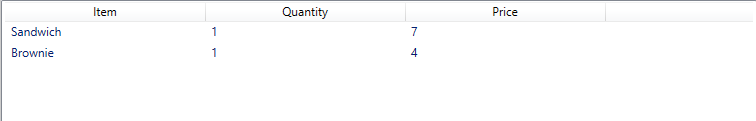 Item Quantity Price
Sandwich 1 7
Brownie 1 4